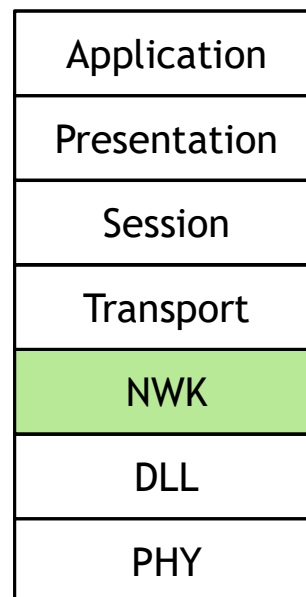 Application
Presentation
Session
Transport
NWK
DLL
PHY